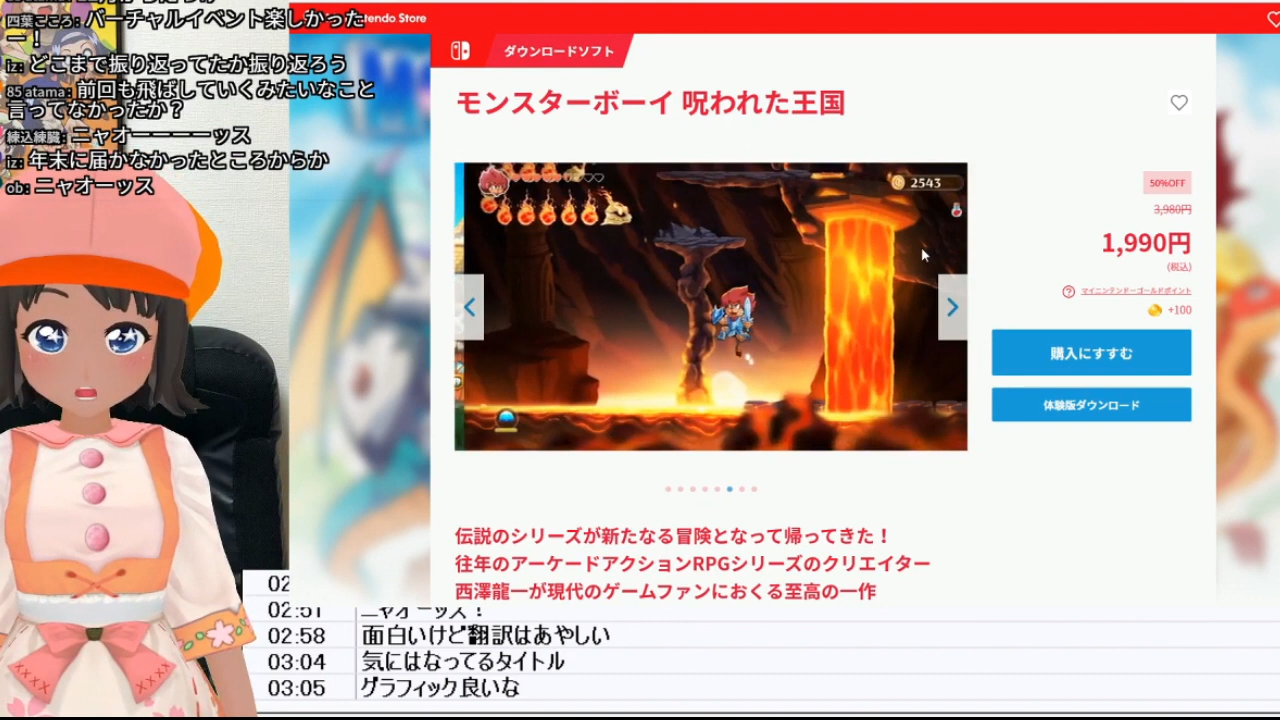 四葉こころ: バーチャルイベント楽しかった
ー！
iz: どこまで振り返ってたか振り返ろう
85 atama: 前回も飛ばしていくみたいなこと
言ってなかったか？
練込練臓: ニャオーーーーッス
iz: 年末に届かなかったところからか
ob: ニャオーッス
ntendo Store
ダウンロードソフト
モンスターボーイ 呪われた王国
2543
50%OFF
3,980円
1,990円
(税込)
マイニンテンドーゴールドポイント
+100
購入にすすむ
体験版ダウンロード
伝説のシリーズが新たなる冒険となって帰ってきた！
往年のアーケードアクションRPGシリーズのクリエイター
西澤龍一が現代のゲームファンにおくる至高の一作
02
02:51 ニャオーッス！
02:58 面白いけど翻訳はあやしい
03:04 気にはなってるタイトル
03:05 グラフィック良いな